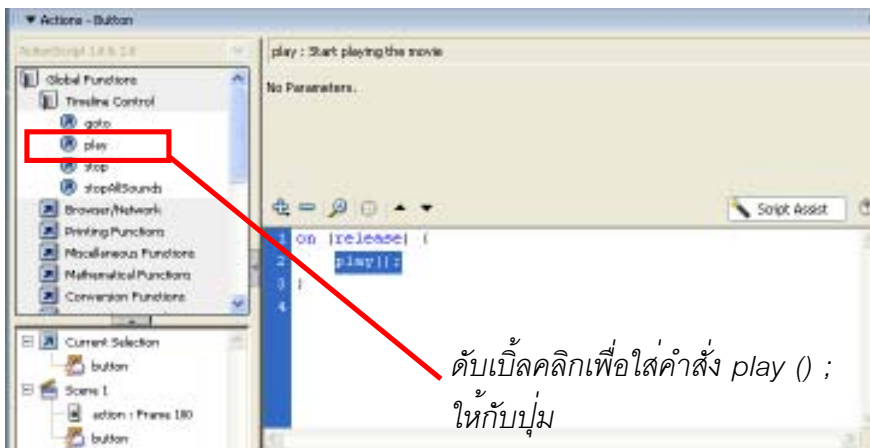 Actions - Button
ActionScript 1.0 & 2.0
play : Start playing the movie
Global Functions
No Parameters.
Timeline Control
goto
play
stop
stopAllSounds
Browser/Network
Script Assist
Printing Functions
1 on (release) {
Miscellaneous Functions
2 play();
Mathematical Functions
3 }
Conversion Functions
4
Current Selection
button
ดับเบิ้ลคลิกเพื่อใส่คำสั่ง play () ;
Scene 1
ให้กับปุ่ม
action : Frame 100
button